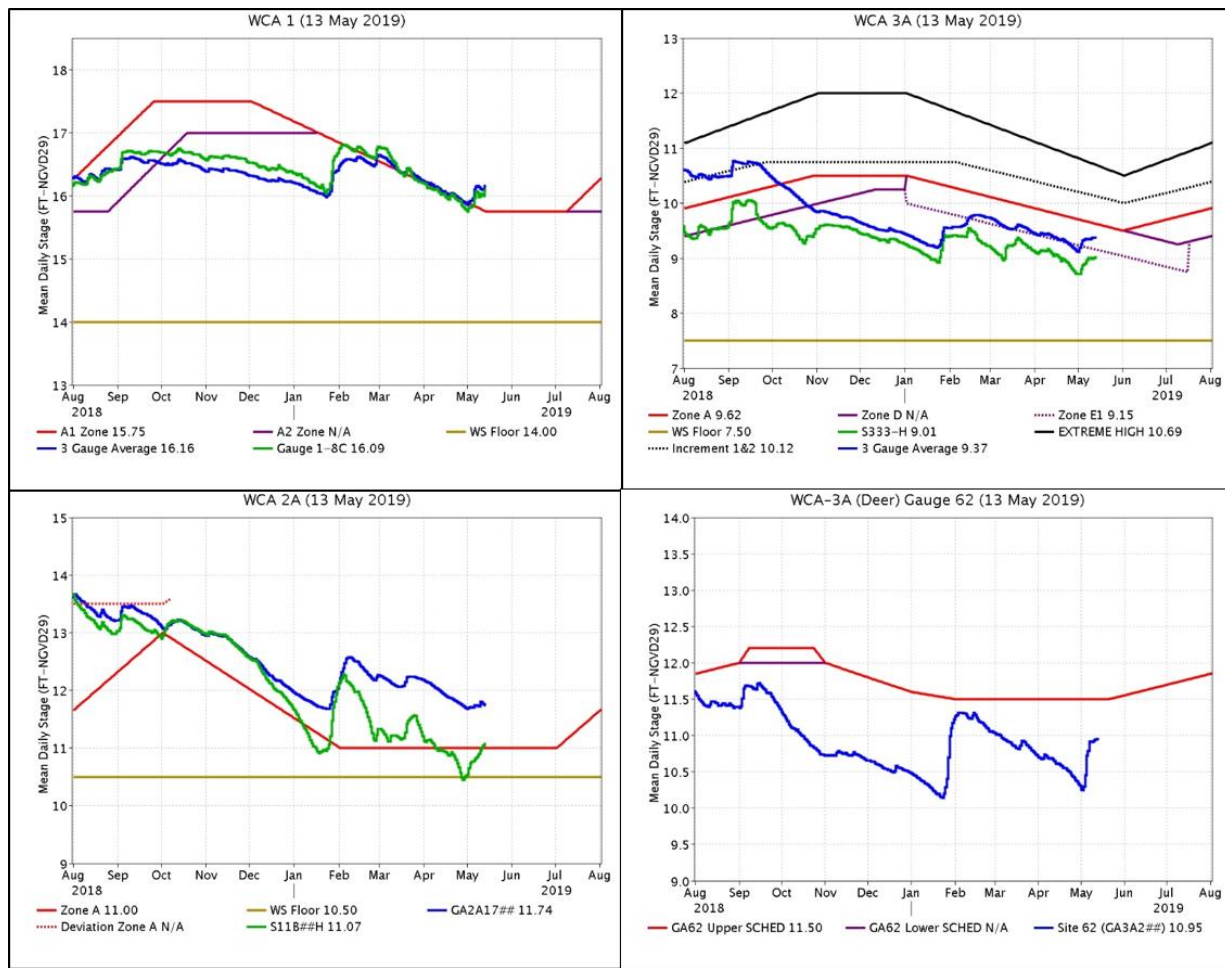 WCA 1 (13 May 2019)
Mean Daily Stage (FT-NGVD29)
18
17
16
15
14
13
Aug Sep Oct Nov Dec Jan Feb Mar Apr May Jun Jul Aug
2018 2019
A1 Zone 15.75 A2 Zone N/A WS Floor 14.00
3 Gauge Average 16.16 Gauge 1-8C 16.09
WCA 3A (13 May 2019)
Mean Daily Stage (FT-NGVD29)
13
12
11
10
9
8
7
Aug Sep Oct Nov Dec Jan Feb Mar Apr May Jun Jul Aug
2018 2019
Zone A 9.62 Zone D N/A Zone E1 9.15
WS Floor 7.50 S333-H 9.01 EXTREME HIGH 10.69
Increment 1&2 10.12 3 Gauge Average 9.37
WCA 2A (13 May 2019)
Mean Daily Stage (FT-NGVD29)
15
14
13
12
11
10
9
Aug Sep Oct Nov Dec Jan Feb Mar Apr May Jun Jul Aug
2018 2019
Zone A 11.00 WS Floor 10.50 GA2A17## 11.74
Deviation Zone A N/A S11B##H 11.07
WCA-3A (Deer) Gauge 62 (13 May 2019)
Mean Daily Stage (FT-NGVD29)
14.0
13.5
13.0
12.5
12.0
11.5
11.0
10.5
10.0
9.5
9.0
Aug Sep Oct Nov Dec Jan Feb Mar Apr May Jun Jul Aug
2018 2019
GA62 Upper SCHED 11.50 GA62 Lower SCHED N/A Site 62 (GA3A2##) 10.95